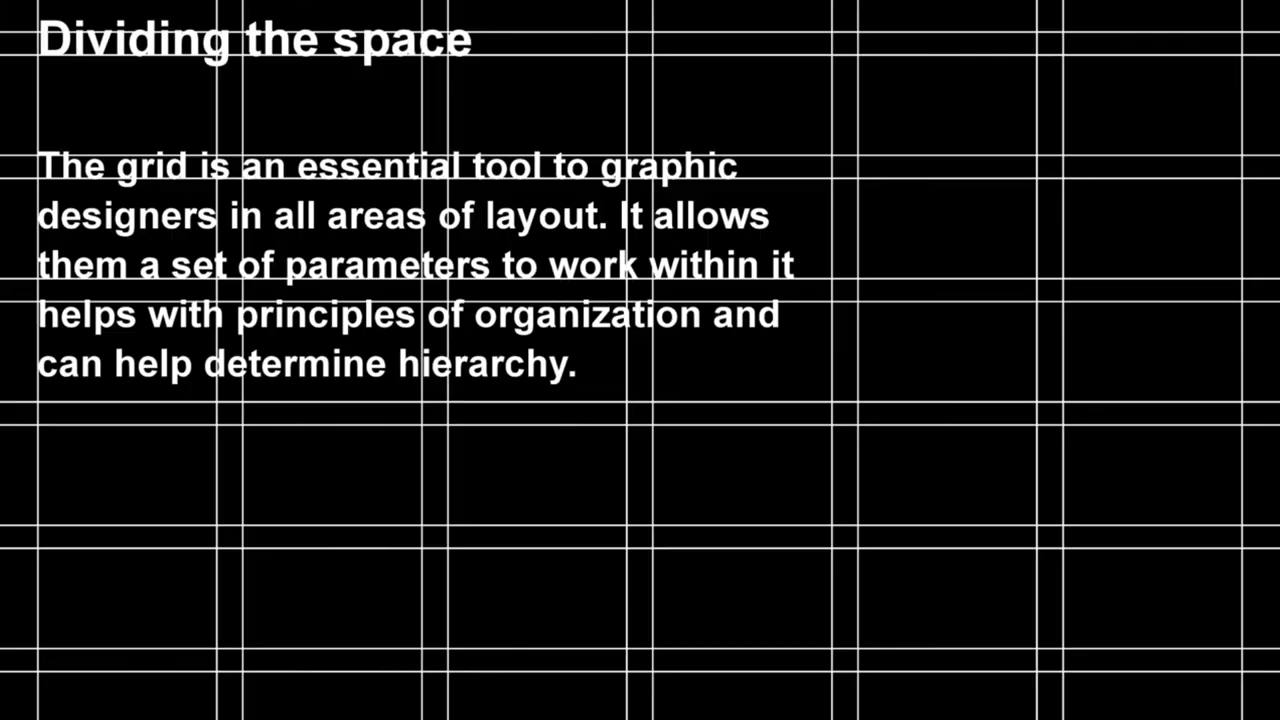 Dividing the space
The grid is an essential tool to graphic
designers in all areas of layout. It allows
them a set of parameters to work within it
helps with principles of organization and
can help determine hierarchy.